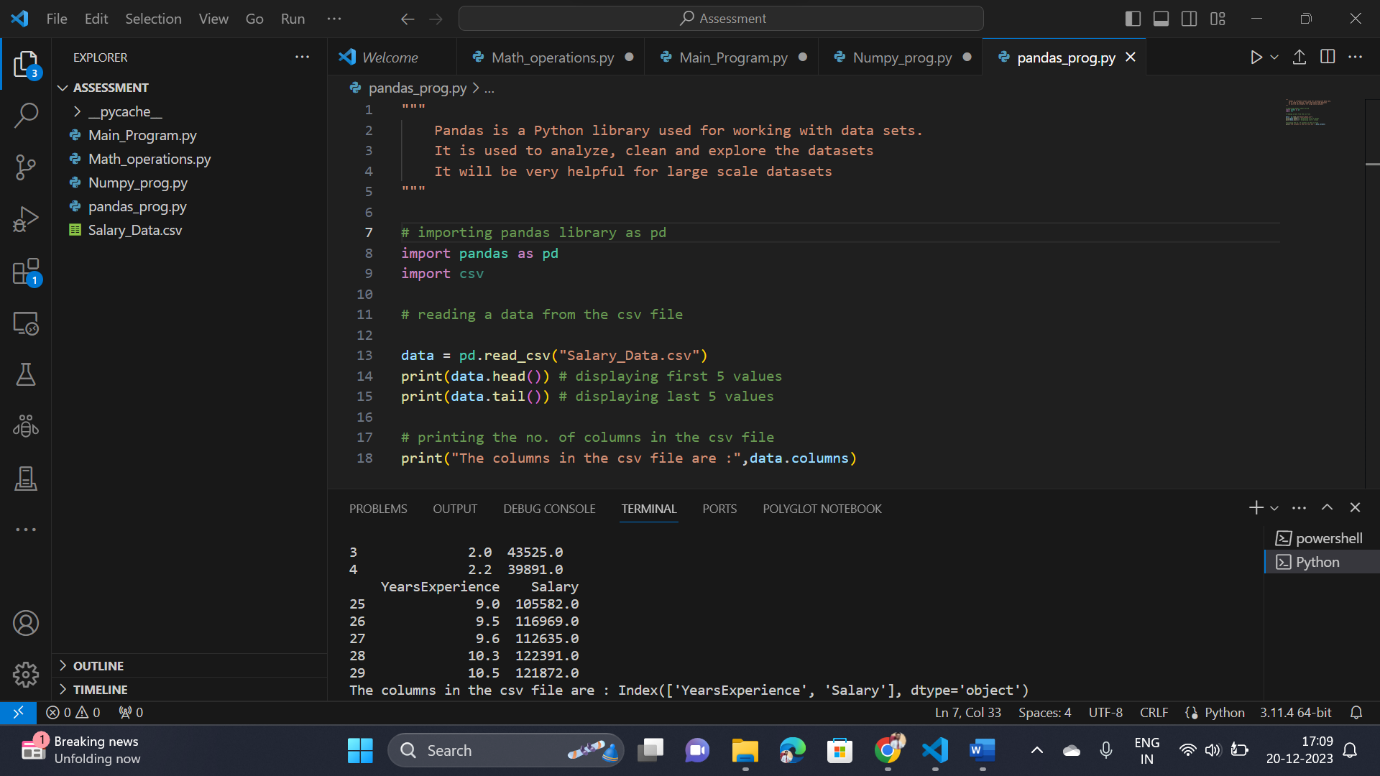 File Edit Selection View Go Run ··· Assessment
EXPLORER ···
ASSESSMENT
__pycache__
Main_Program.py
Math_operations.py
Numpy_prog.py
pandas_prog.py
Salary_Data.csv
OUTLINE
TIMELINE
3
1
Welcome Math_operations.py Main_Program.py Numpy_prog.py pandas_prog.py
pandas_prog.py > ...
1 """
2 Pandas is a Python library used for working with data sets.
3 It is used to analyze, clean and explore the datasets
4 It will be very helpful for large scale datasets
5 """
6
7 # importing pandas library as pd
8 import pandas as pd
9 import csv
10
11 # reading a data from the csv file
12
13 data = pd.read_csv("Salary_Data.csv")
14 print(data.head()) # displaying first 5 values
15 print(data.tail()) # displaying last 5 values
16
17 # printing the no. of columns in the csv file
18 print("The columns in the csv file are :",data.columns)
PROBLEMS OUTPUT DEBUG CONSOLE TERMINAL PORTS POLYGLOT NOTEBOOK
3 2.0 43525.0
4 2.2 39891.0
YearsExperience Salary
25 9.0 105582.0
26 9.5 116969.0
27 9.6 112635.0
28 10.3 122391.0
29 10.5 121872.0
The columns in the csv file are : Index(['YearsExperience', 'Salary'], dtype='object')
powershell
Python
0 0 0 Ln 7, Col 33 Spaces: 4 UTF-8 CRLF Python 3.11.4 64-bit
1
Breaking news
Unfolding now
Search
ENG
IN
17:09
20-12-2023